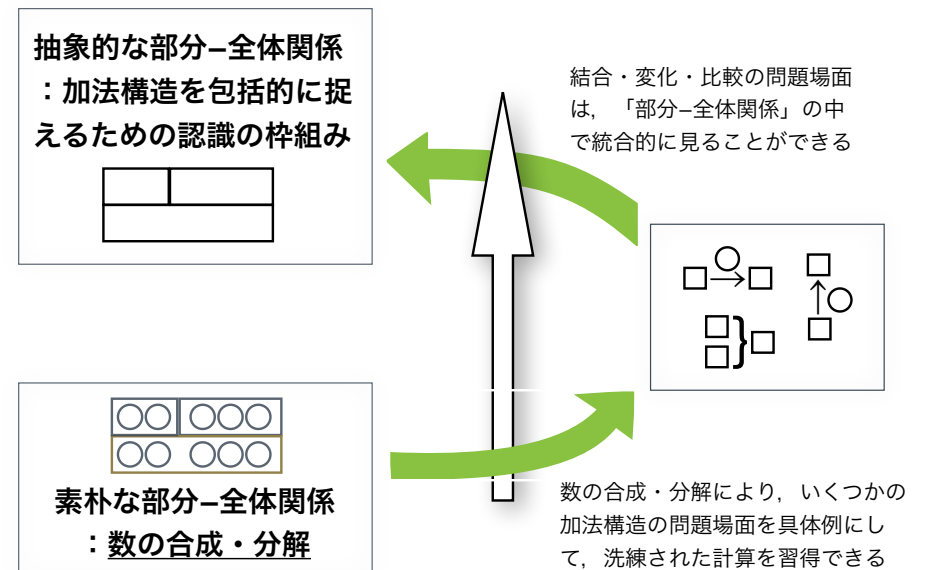 抽象的な部分–全体関係
：加法構造を包括的に捉
えるための認識の枠組み
結合・変化・比較の問題場面
は，「部分–全体関係」の中
で統合的に見ることができる
素朴な部分–全体関係
：数の合成・分解
数の合成・分解により，いくつかの
加法構造の問題場面を具体例にし
て，洗練された計算を習得できる